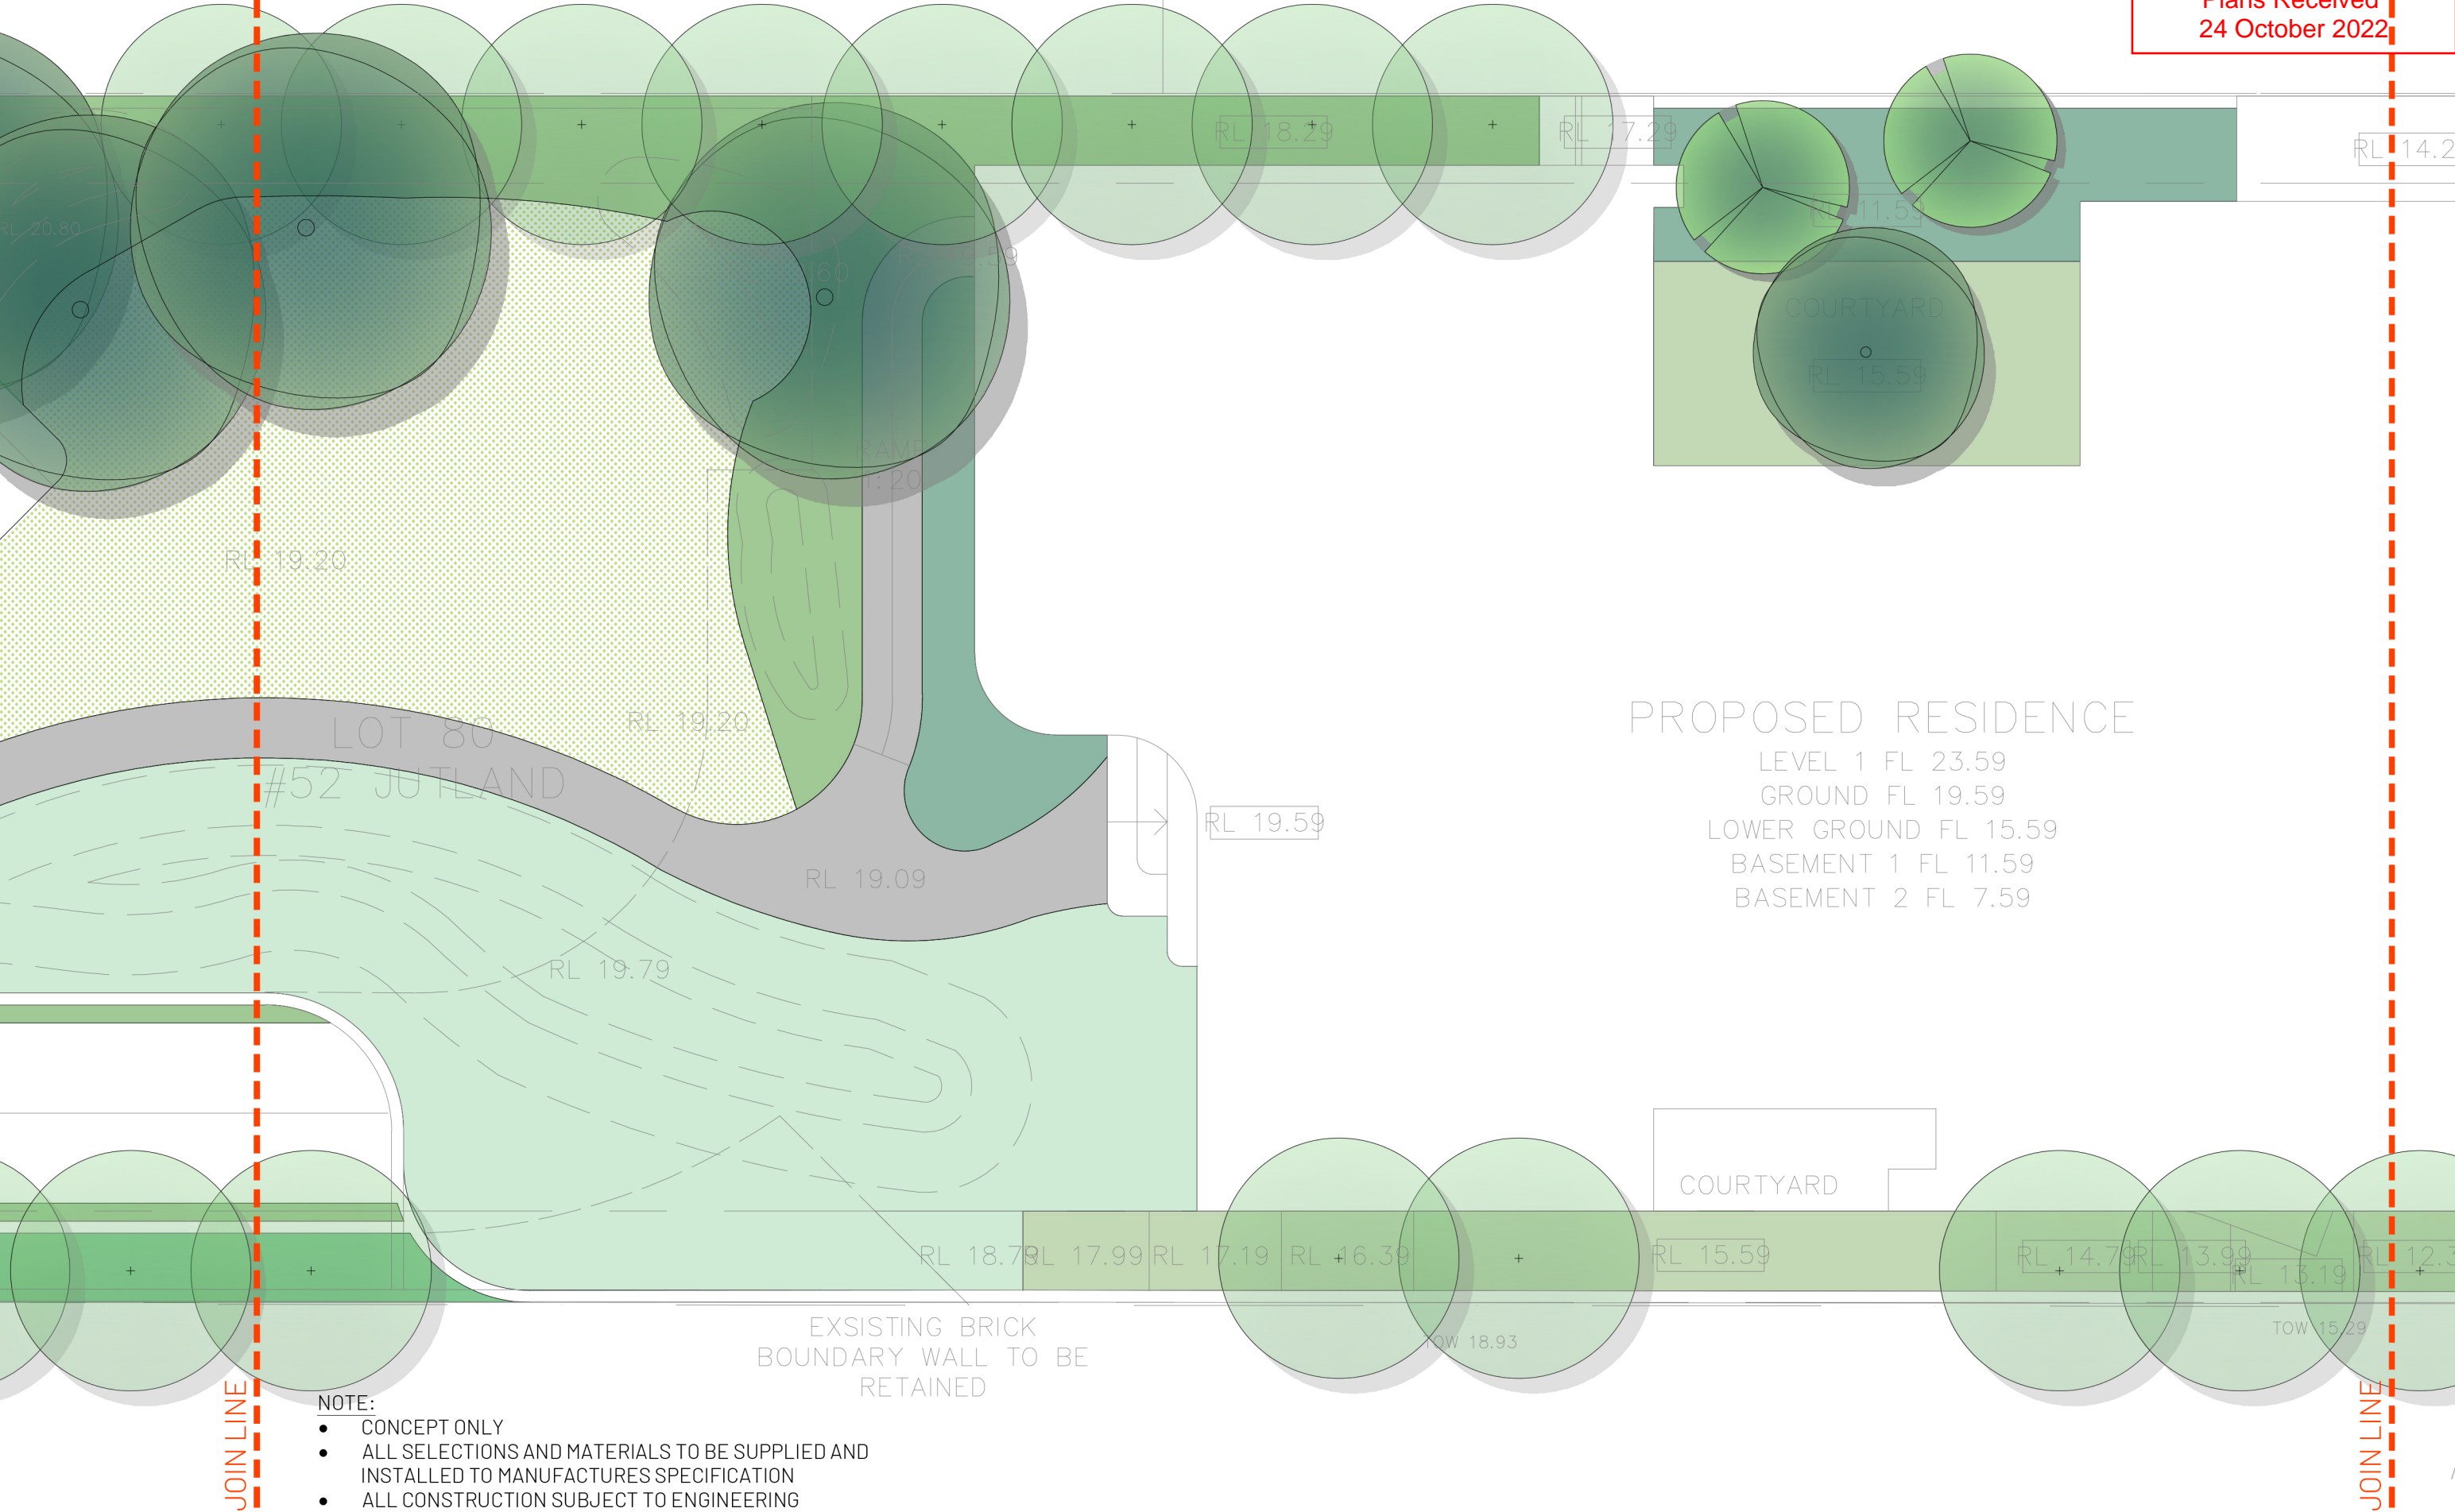 Plans Received
24 October 2022
RL 18.29
RL 17.29
RL 14.2
RL 11.59
RL 20.80
COURTYARD
RL 15.59
RAMP
1:20
RL 19.20
RL 19.20
LOT 80
#52 JUTLAND
PROPOSED RESIDENCE
LEVEL 1 FL 23.59
GROUND FL 19.59
LOWER GROUND FL 15.59
BASEMENT 1 FL 11.59
BASEMENT 2 FL 7.59
RL 19.59
RL 19.09
RL 19.79
COURTYARD
RL 18.79
RL 17.99
RL 17.19
RL 16.39
RL 15.59
RL 14.79
RL 13.99
RL 13.19
RL 12.3
EXSISTING BRICK
BOUNDARY WALL TO BE
RETAINED
TOW 18.93
TOW 15.29
JOIN LINE
JOIN LINE
NOTE:
• CONCEPT ONLY
• ALL SELECTIONS AND MATERIALS TO BE SUPPLIED AND
INSTALLED TO MANUFACTURES SPECIFICATION
• ALL CONSTRUCTION SUBJECT TO ENGINEERING